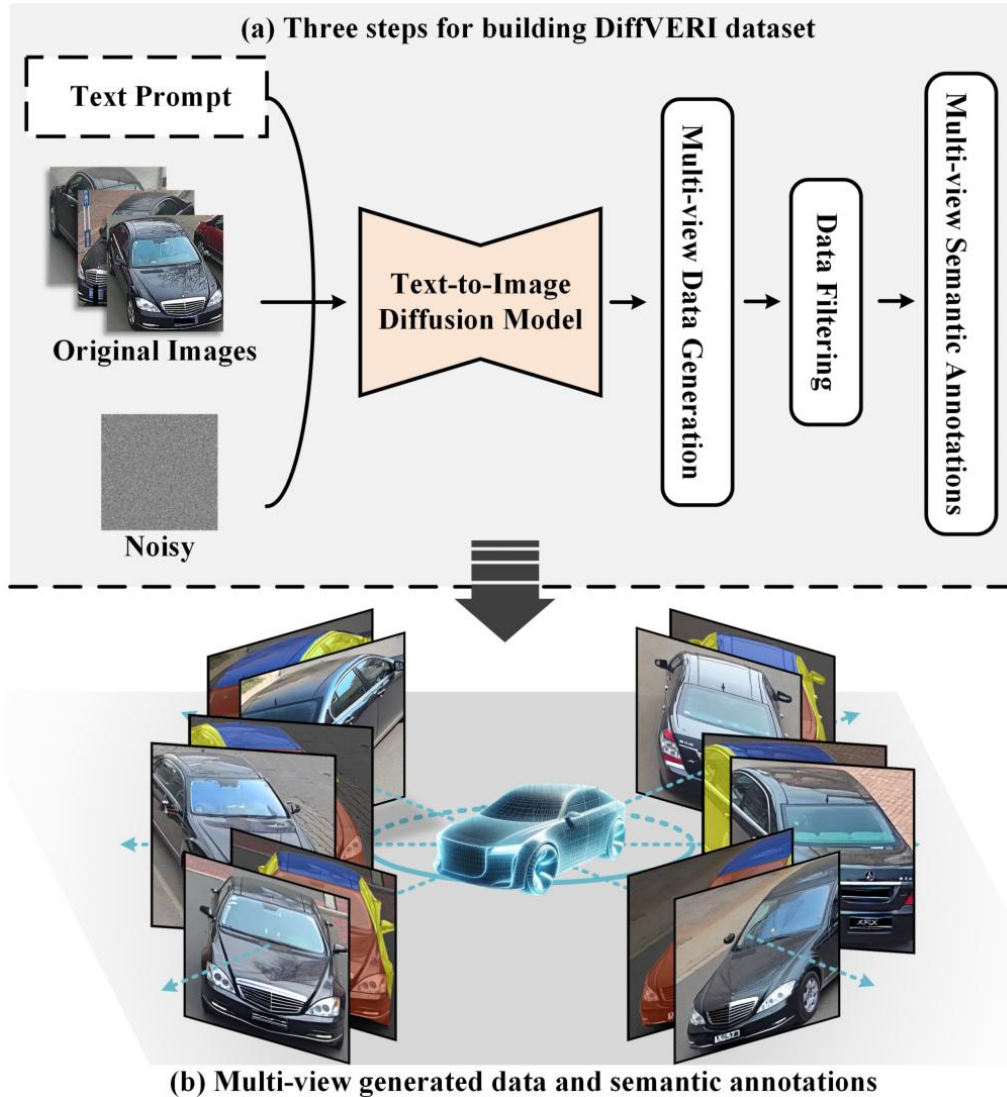 (a) Three steps for building DiffVERI dataset
Text Prompt
Original Images
Noisy
Text-to-Image
Diffusion Model
Multi-view Data Generation
Data Filtering
Multi-view Semantic Annotations
(b) Multi-view generated data and semantic annotations